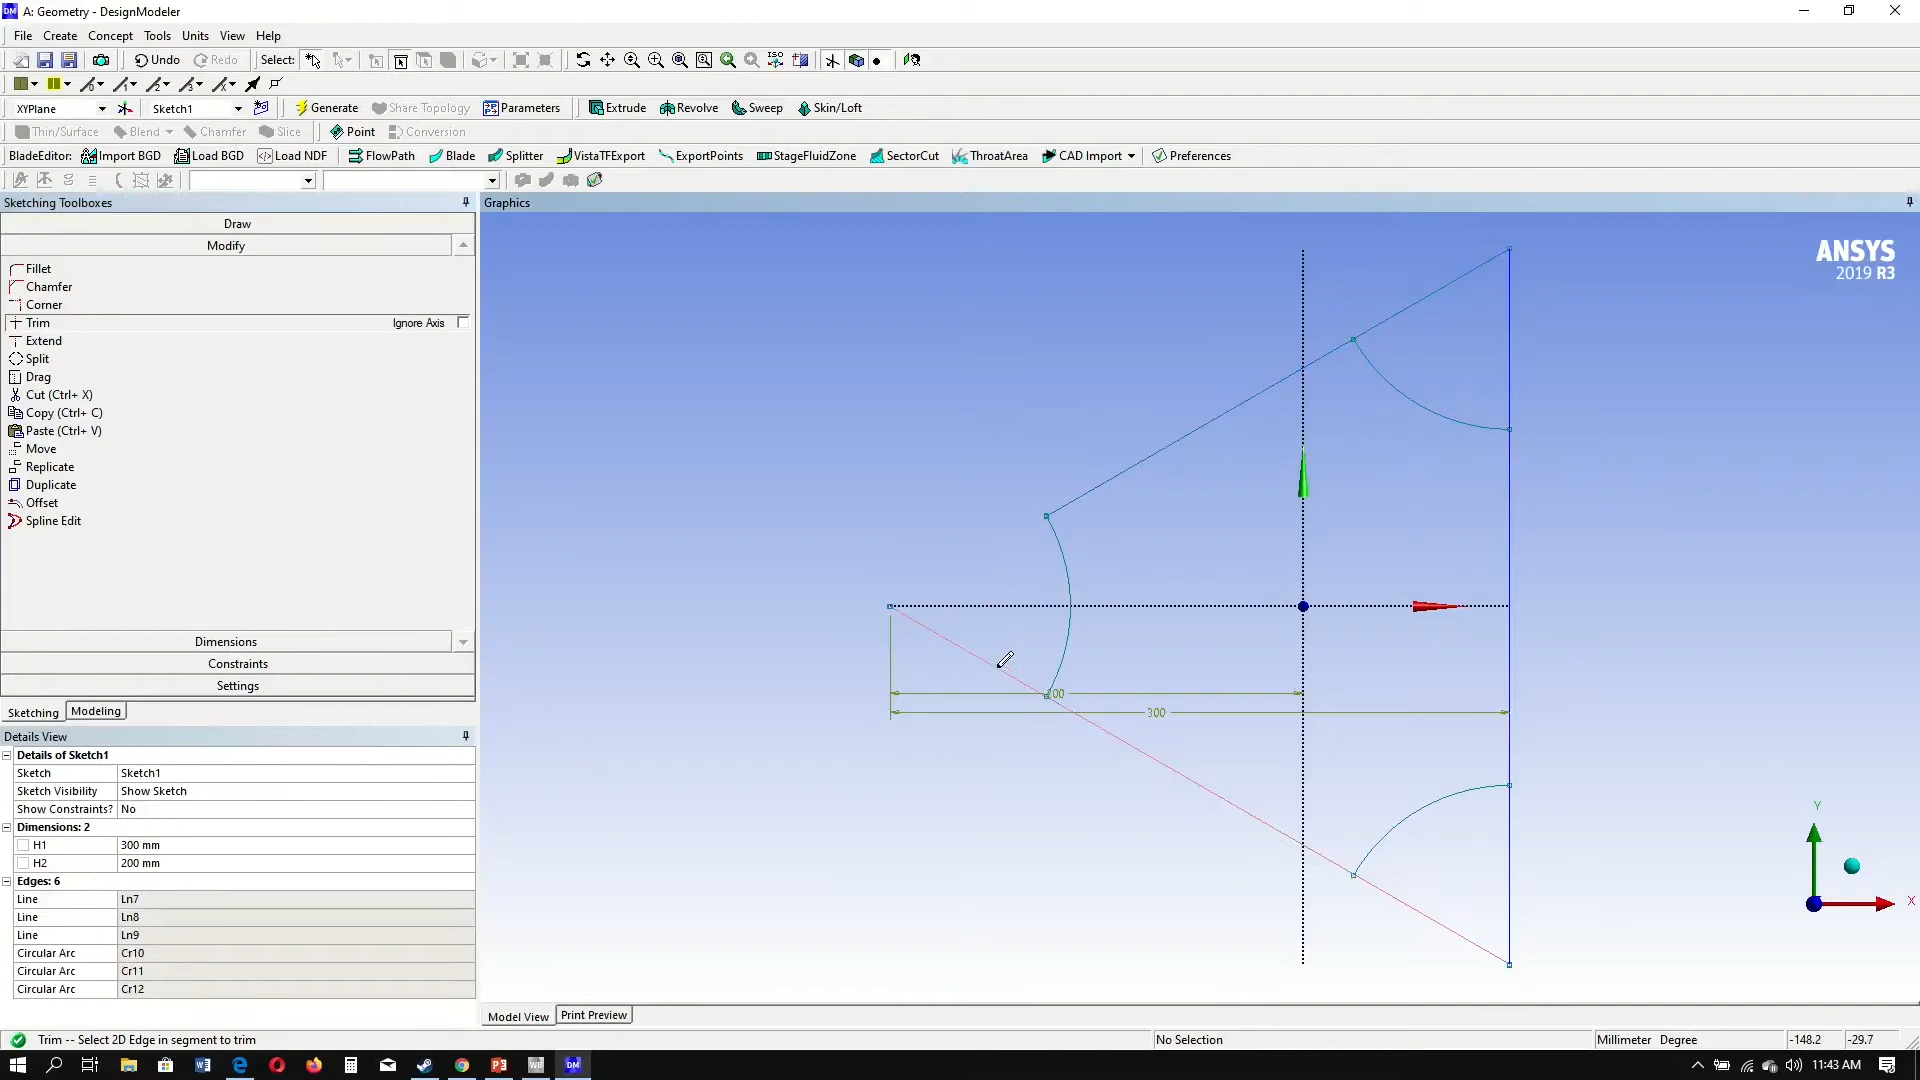 A: Geometry - DesignModeler
File Create Concept Tools Units View Help
Undo Redo Select:
XYPlane Sketch1 Generate Share Topology Parameters Extrude Revolve Sweep Skin/Loft
Thin/Surface Blend Chamfer Slice Point Conversion
BladeEditor: Import BGD Load BGD Load NDF FlowPath Blade Splitter VistaTFExport ExportPoints StageFluidZone SectorCut ThroatArea CAD Import Preferences
Sketching Toolboxes
Draw
Modify
Fillet
Chamfer
Corner
Trim Ignore Axis
Extend
Split
Drag
Cut (Ctrl+ X)
Copy (Ctrl+ C)
Paste (Ctrl+ V)
Move
Replicate
Duplicate
Offset
Spline Edit
Dimensions
Constraints
Settings
Sketching Modeling
Details View
Details of Sketch1
Sketch Sketch1
Sketch Visibility Show Sketch
Show Constraints? No
Dimensions: 2
H1 300 mm
H2 200 mm
Edges: 6
Line Ln7
Line Ln8
Line Ln9
Circular Arc Cr10
Circular Arc Cr11
Circular Arc Cr12
Graphics
ANSYS
2019 R3
300
Y
X
Model View Print Preview
Trim -- Select 2D Edge in segment to trim No Selection Millimeter Degree -148.2 -29.7
11:43 AM